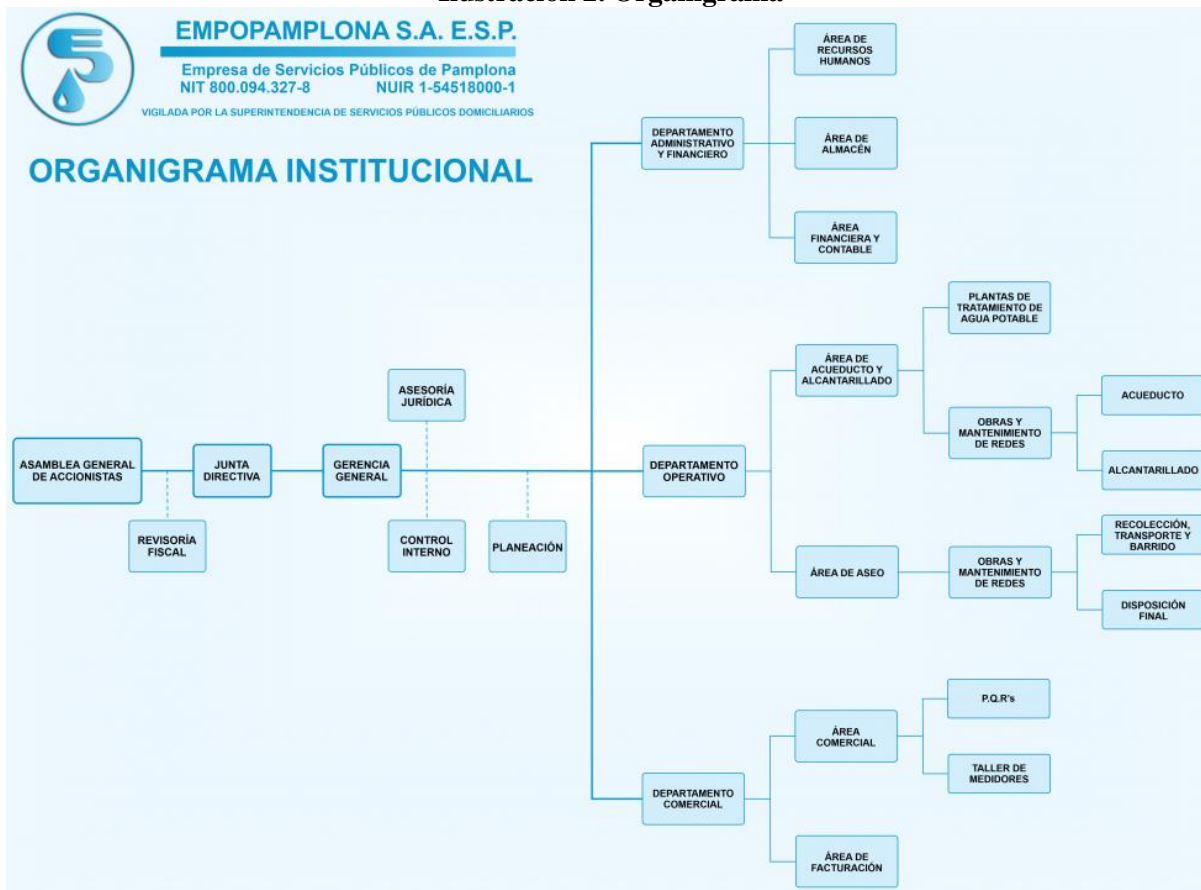 Ilustración 2. Organigrama
EMPOPAMPLONA S.A. E.S.P.
Empresa de Servicios Públicos de Pamplona
NIT 800.094.327-8 NUIR 1-54518000-1
VIGILADA POR LA SUPERINTENDENCIA DE SERVICIOS PÚBLICOS DOMICILIARIOS
ORGANIGRAMA INSTITUCIONAL
ASAMBLEA GENERAL
DE ACCIONISTAS
REVISORÍA
FISCAL
JUNTA
DIRECTIVA
GERENCIA
GENERAL
ASESORÍA
JURÍDICA
CONTROL
INTERNO
PLANEACIÓN
DEPARTAMENTO
ADMINISTRATIVO
Y FINANCIERO
ÁREA DE
RECURSOS
HUMANOS
ÁREA DE
ALMACÉN
ÁREA
FINANCIERA Y
CONTABLE
DEPARTAMENTO
OPERATIVO
ÁREA DE
ACUEDUCTO Y
ALCANTARILLADO
PLANTAS DE
TRATAMIENTO DE
AGUA POTABLE
OBRAS Y
MANTENIMIENTO
DE REDES
ACUEDUCTO
ALCANTARILLADO
ÁREA DE ASEO
OBRAS Y
MANTENIMIENTO
DE REDES
RECOLECCIÓN,
TRANSPORTE Y
BARRIDO
DISPOSICIÓN
FINAL
DEPARTAMENTO
COMERCIAL
ÁREA
COMERCIAL
P.Q.R's
TALLER DE
MEDIDORES
ÁREA DE
FACTURACIÓN